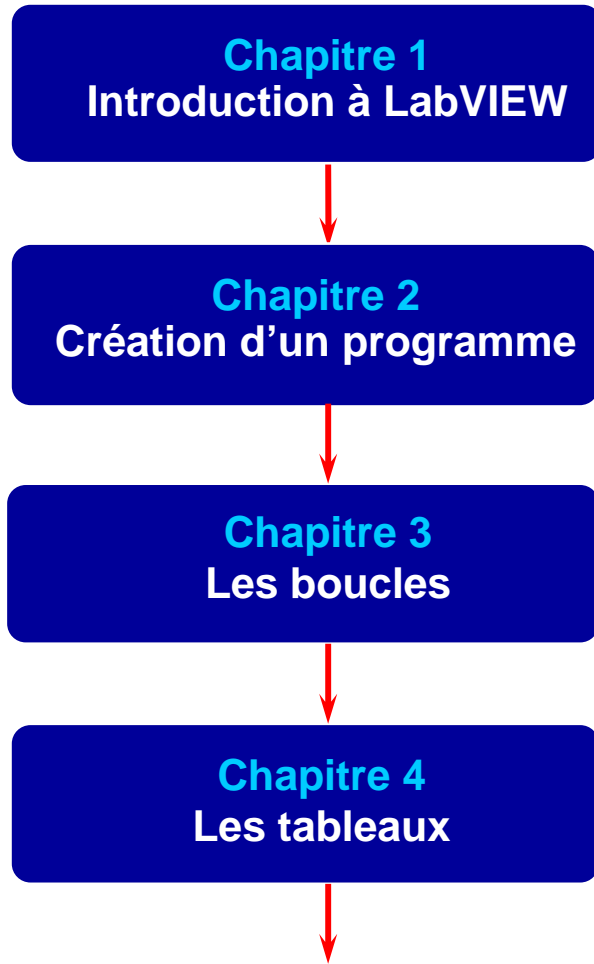 Chapitre 1
Introduction à LabVIEW
Chapitre 2
Création d’un programme
Chapitre 3
Les boucles
Chapitre 4
Les tableaux